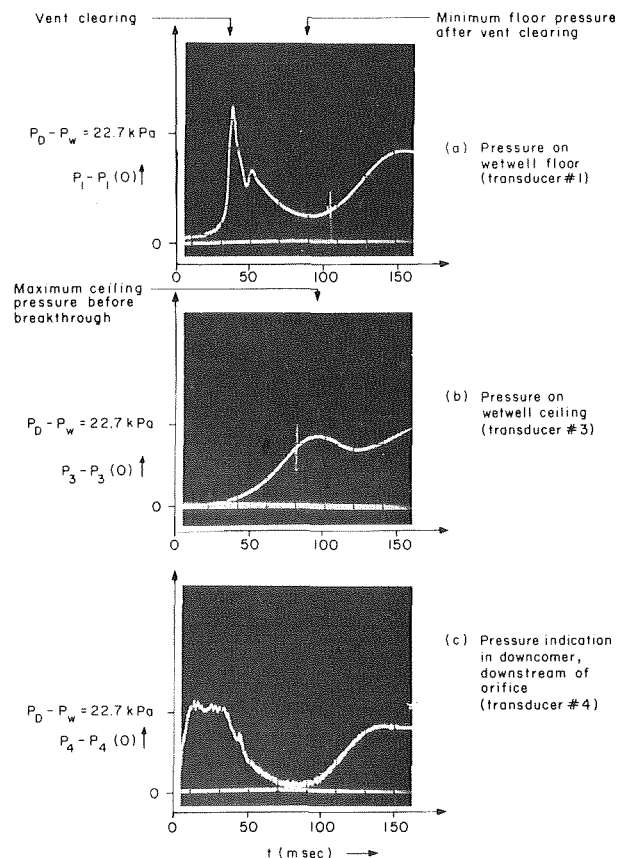 Vent clearing
Minimum floor pressure
after vent clearing
P_D – P_w = 22.7 kPa
P_1 – P_1 (0)
0
0 50 100 150
(a) Pressure on
wetwell floor
(transducer #1)
Maximum ceiling
pressure before
breakthrough
P_D – P_w = 22.7 kPa
P_3 – P_3 (0)
0
0 50 100 150
(b) Pressure on
wetwell ceiling
(transducer #3)
P_D – P_w = 22.7 kPa
P_4 – P_4 (0)
0
0 50 100 150
t (msec)
(c) Pressure indication
in downcomer,
downstream of
orifice
(transducer #4)